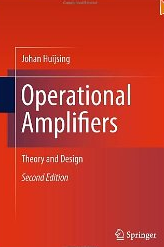 Johan Huijsing
Operational
Amplifiers
Theory and Design
Second Edition
Springer